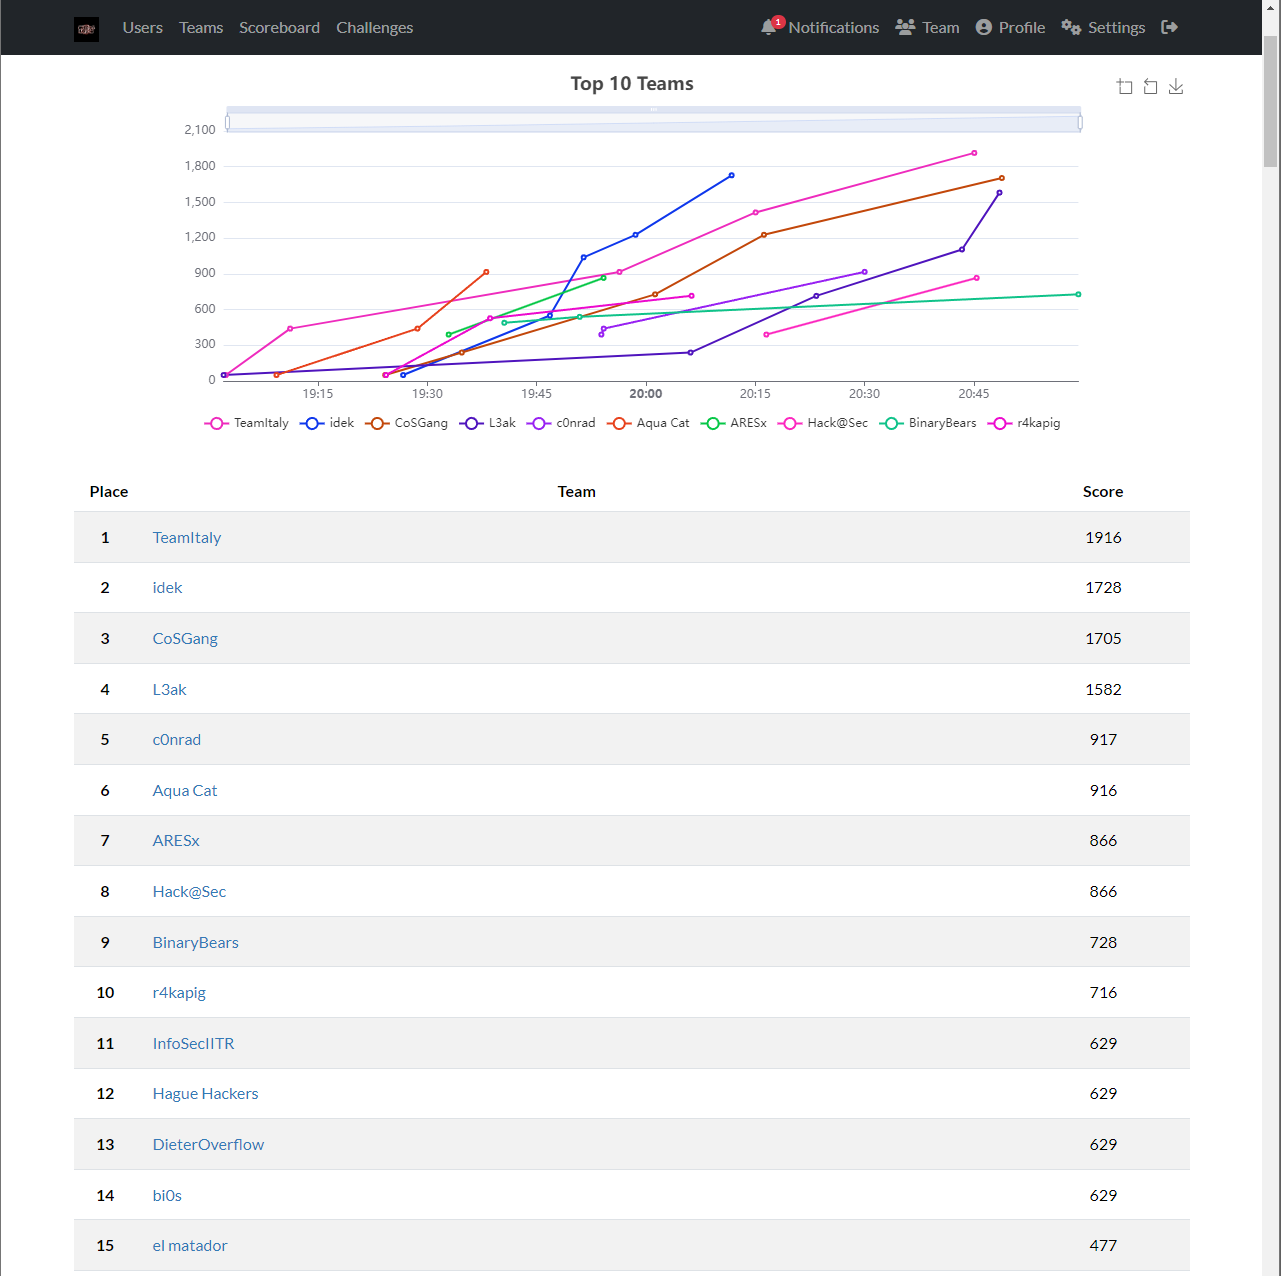 Users Teams Scoreboard Challenges 1 Notifications Team Profile Settings
Top 10 Teams
2,100
1,800
1,500
1,200
900
600
300
0
19:15 19:30 19:45 20:00 20:15 20:30 20:45
TeamItaly idek CoSGang L3ak c0nrad Aqua Cat ARESx Hack@Sec BinaryBears r4kapig
Place Team Score
1 TeamItaly 1916
2 idek 1728
3 CoSGang 1705
4 L3ak 1582
5 c0nrad 917
6 Aqua Cat 916
7 ARESx 866
8 Hack@Sec 866
9 BinaryBears 728
10 r4kapig 716
11 InfoSecIITR 629
12 Hague Hackers 629
13 DieterOverflow 629
14 bi0s 629
15 el matador 477